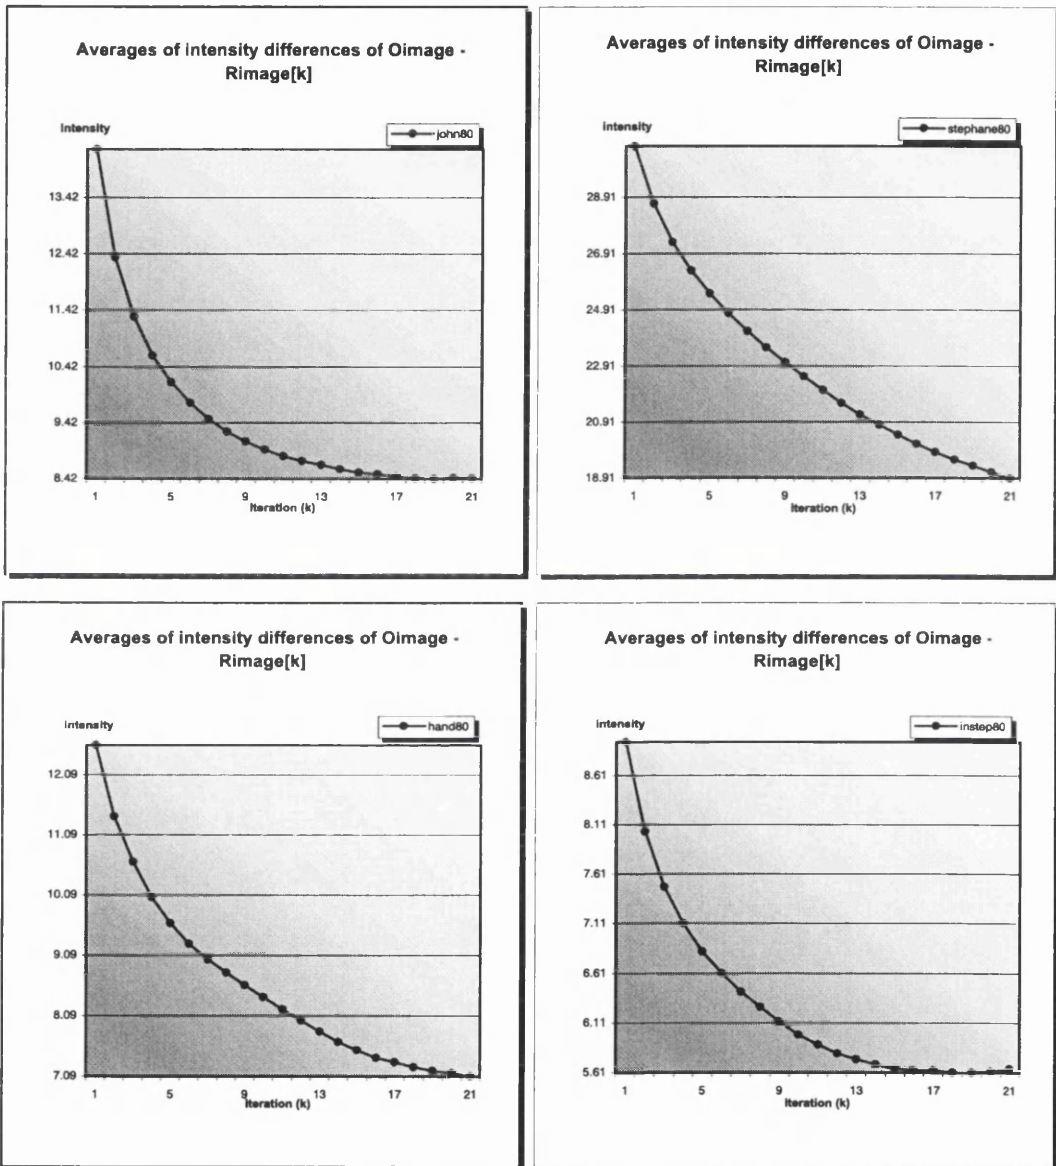 Averages of intensity differences of Oimage -
Rimage[k]
Intensity
john80
13.42
12.42
11.42
10.42
9.42
8.42
1 5 9 13 17 21
Iteration (k)
Averages of intensity differences of Oimage -
Rimage[k]
intensity
stephane80
28.91
26.91
24.91
22.91
20.91
18.91
1 5 9 13 17 21
Iteration (k)
Averages of intensity differences of Oimage -
Rimage[k]
intensity
hand80
12.09
11.09
10.09
9.09
8.09
7.09
1 5 9 13 17 21
Iteration (k)
Averages of intensity differences of Oimage -
Rimage[k]
intensity
instep80
8.61
8.11
7.61
7.11
6.61
6.11
5.61
1 5 9 13 17 21
Iteration (k)